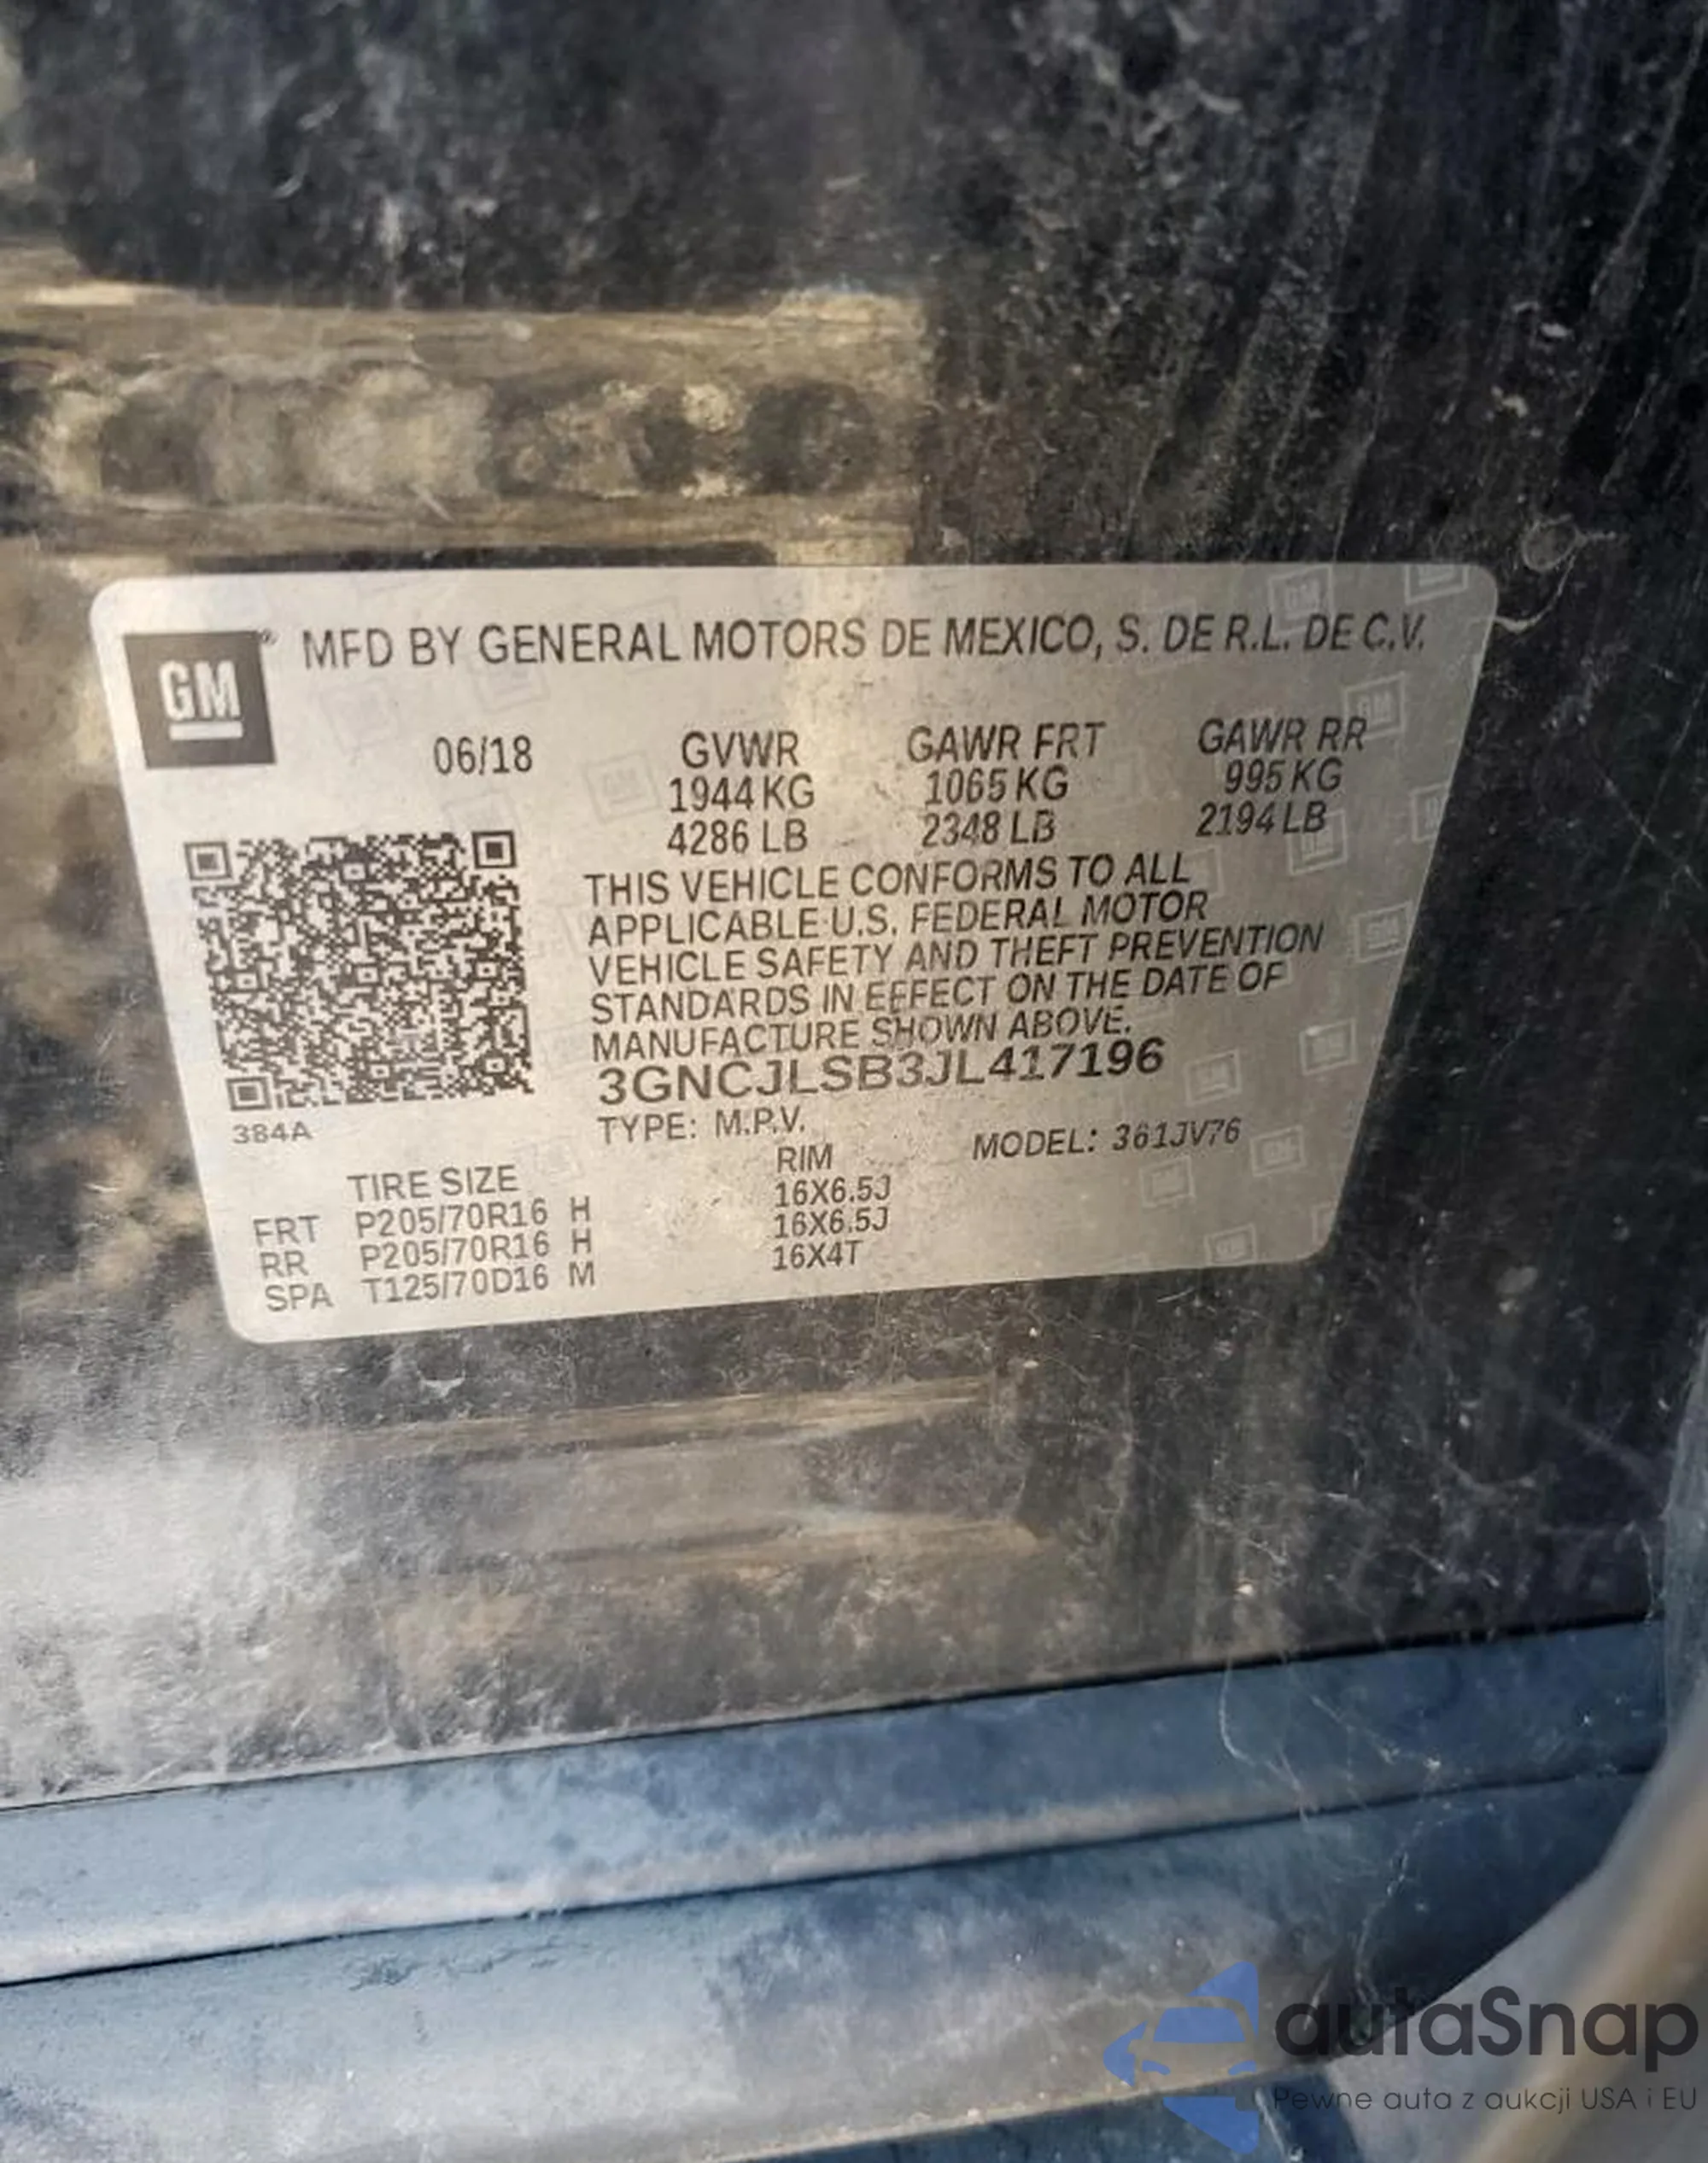 GM® MFD BY GENERAL MOTORS DE MEXICO, S. DE R.L. DE C.V.
06/18 GVWR GAWR FRT GAWR RR
1944 KG 1065 KG 995 KG
4286 LB 2348 LB 2194 LB
THIS VEHICLE CONFORMS TO ALL
APPLICABLE U.S. FEDERAL MOTOR
VEHICLE SAFETY AND THEFT PREVENTION
STANDARDS IN EFFECT ON THE DATE OF
MANUFACTURE SHOWN ABOVE.
3GNCJLSB3JL417196
384A
TYPE: M.P.V. MODEL: 361JV76
TIRE SIZE RIM
FRT P205/70R16 H 16X6.5J
RR P205/70R16 H 16X6.5J
SPA T125/70D16 M 16X4T
autaSnap
Pewne auta z aukcji USA i EU